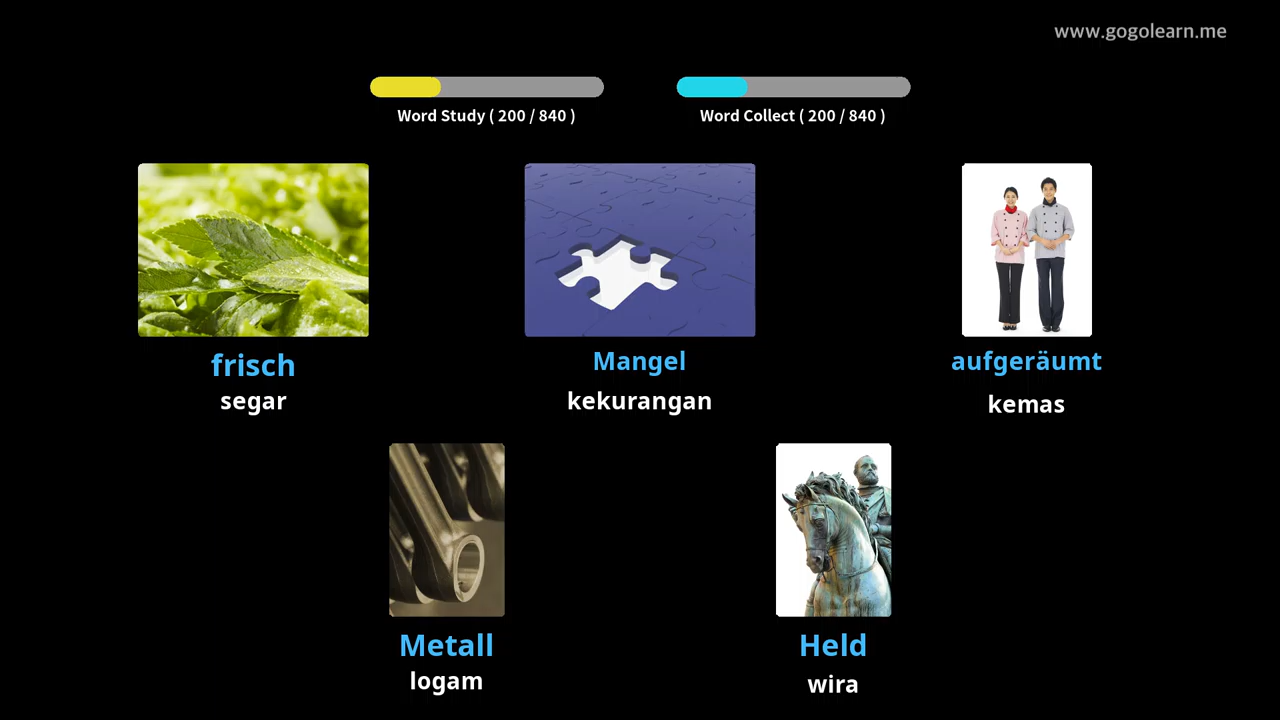 www.gogolearn.me
Word Study ( 200 / 840 )
Word Collect ( 200 / 840 )
frisch
segar
Mangel
kekurangan
aufgeräumt
kemas
Metall
logam
Held
wira